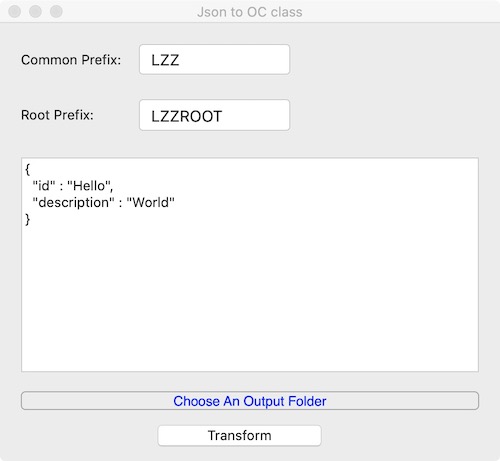 Json to OC class
Common Prefix: LZZ
Root Prefix: LZZROOT
{
  "id" : "Hello",
  "description" : "World"
}
Choose An Output Folder
Transform